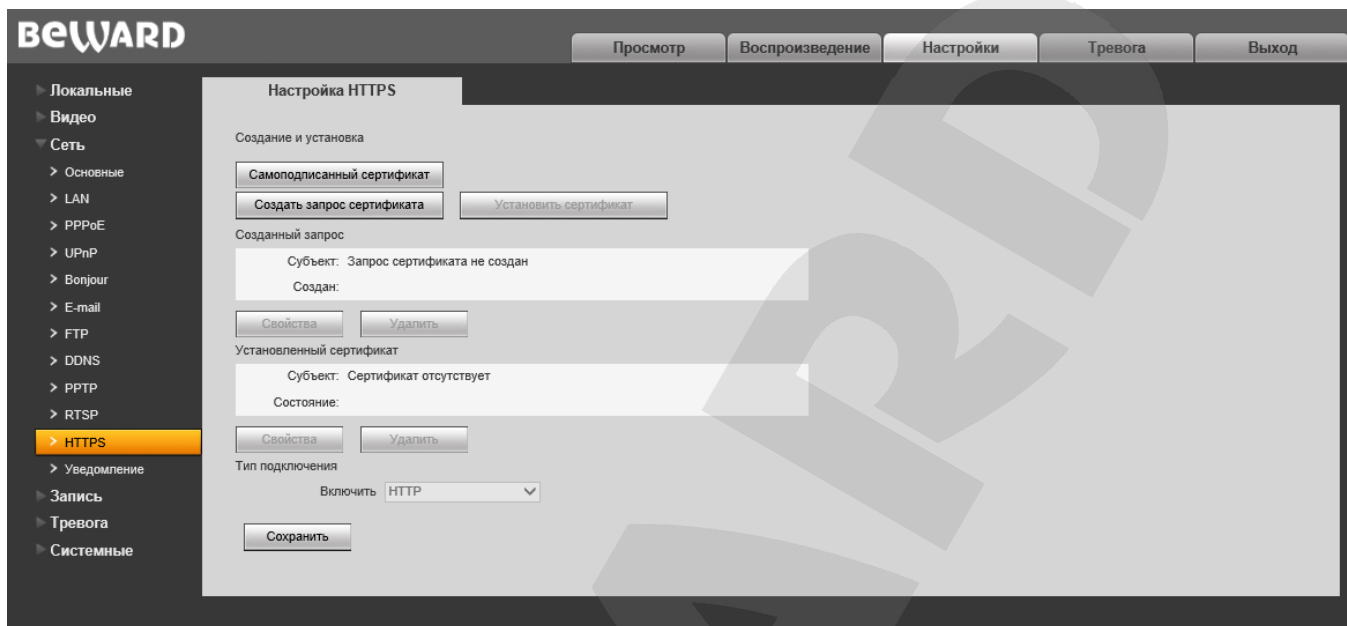 BEWARD
Просмотр
Воспроизведение
Настройки
Тревога
Выход
Локальные
Видео
Сеть
Основные
LAN
PPPoE
UPnP
Bonjour
E-mail
FTP
DDNS
PPTP
RTSP
HTTPS
Уведомление
Запись
Тревога
Системные
Настройка HTTPS
Создание и установка
Самоподписанный сертификат
Создать запрос сертификата Установить сертификат
Созданный запрос
Субъект: Запрос сертификата не создан
Создан:
Свойства Удалить
Установленный сертификат
Субъект: Сертификат отсутствует
Состояние:
Свойства Удалить
Тип подключения
Включить HTTP
Сохранить